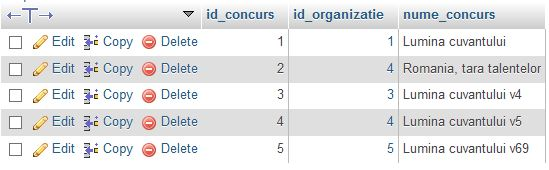 id_concurs id_organizatie nume_concurs
Edit Copy Delete 1 1 Lumina cuvantului
Edit Copy Delete 2 4 Romania, tara talentelor
Edit Copy Delete 3 3 Lumina cuvantului v4
Edit Copy Delete 4 4 Lumina cuvantului v5
Edit Copy Delete 5 5 Lumina cuvantului v69